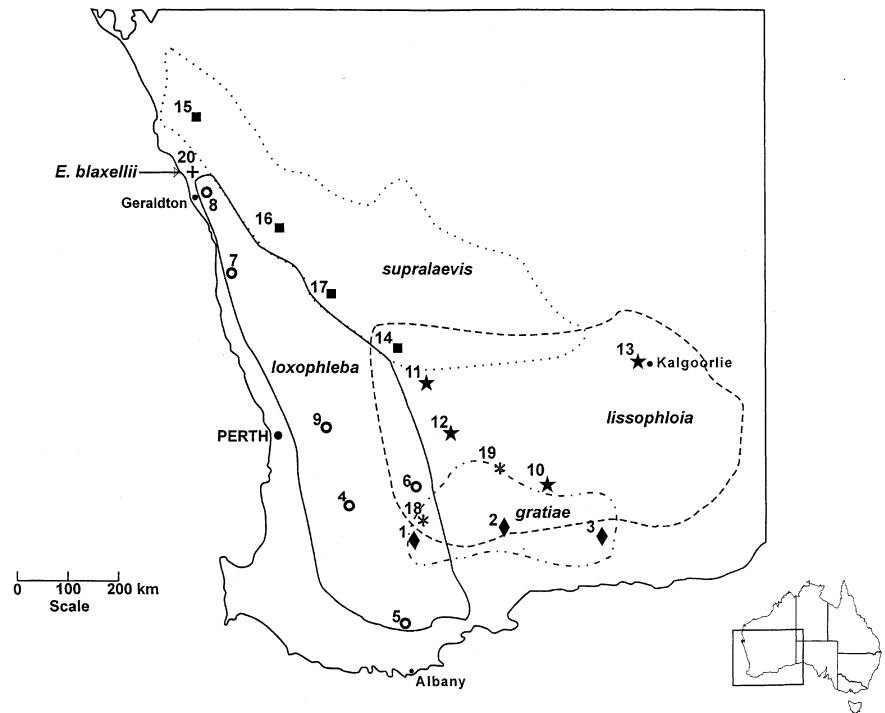 15
20
E. blaxellii
Geraldton
8
16
7
supralaevis
17
14
13
Kalgoorlie
loxophleba
11
lissophloia
9
12
PERTH
19
10
6
4
18
gratiae
2
1
3
0 100 200 km
Scale
5
Albany